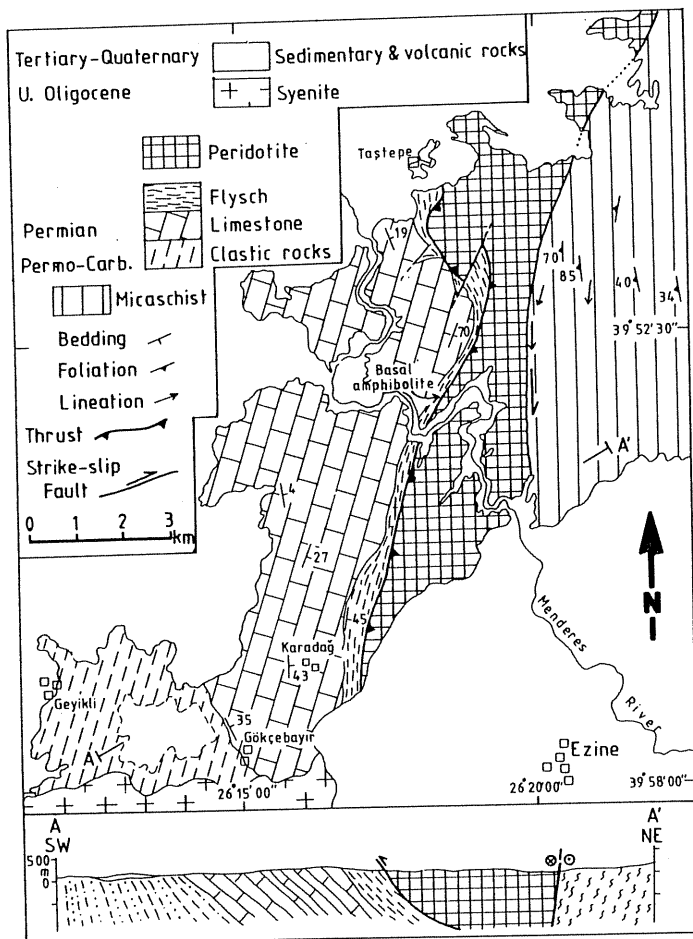 Tertiary-Quaternary Sedimentary & volcanic rocks
U. Oligocene Syenite
Peridotite
Flysch
Permian Limestone
Permo-Carb. Clastic rocks
Micaschist
Bedding
Foliation
Lineation
Thrust
Strike-slip
Fault
0 1 2 3
km
Taştepe
19
70
85
40
34
39° 52' 30''
70
Basal
amphibolite
A'
4
27
N
45
Karadağ
43
Menderes
River
Geyikli
35
Gökçebayır
A
Ezine
26° 15' 00''
26° 20' 00''
39° 58' 00''
A
SW
A'
NE
500
m
0